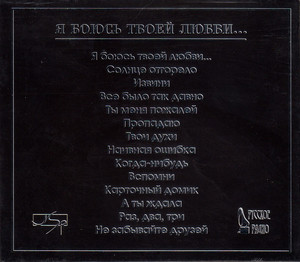 Я БОЮСЬ ТВОЕЙ ЛЮБВИ...
Я боюсь твоей любви...
Солнце отгорело
Извини
Все было так давно
Ты меня пожалей
Пропадаю
Твои духи
Наивная ошибка
Когда-нибудь
Вспомни
Карточный домик
А ты ждала
Раз, два, три
Не забывайте друзей
РУССКОЕ
РАДИО